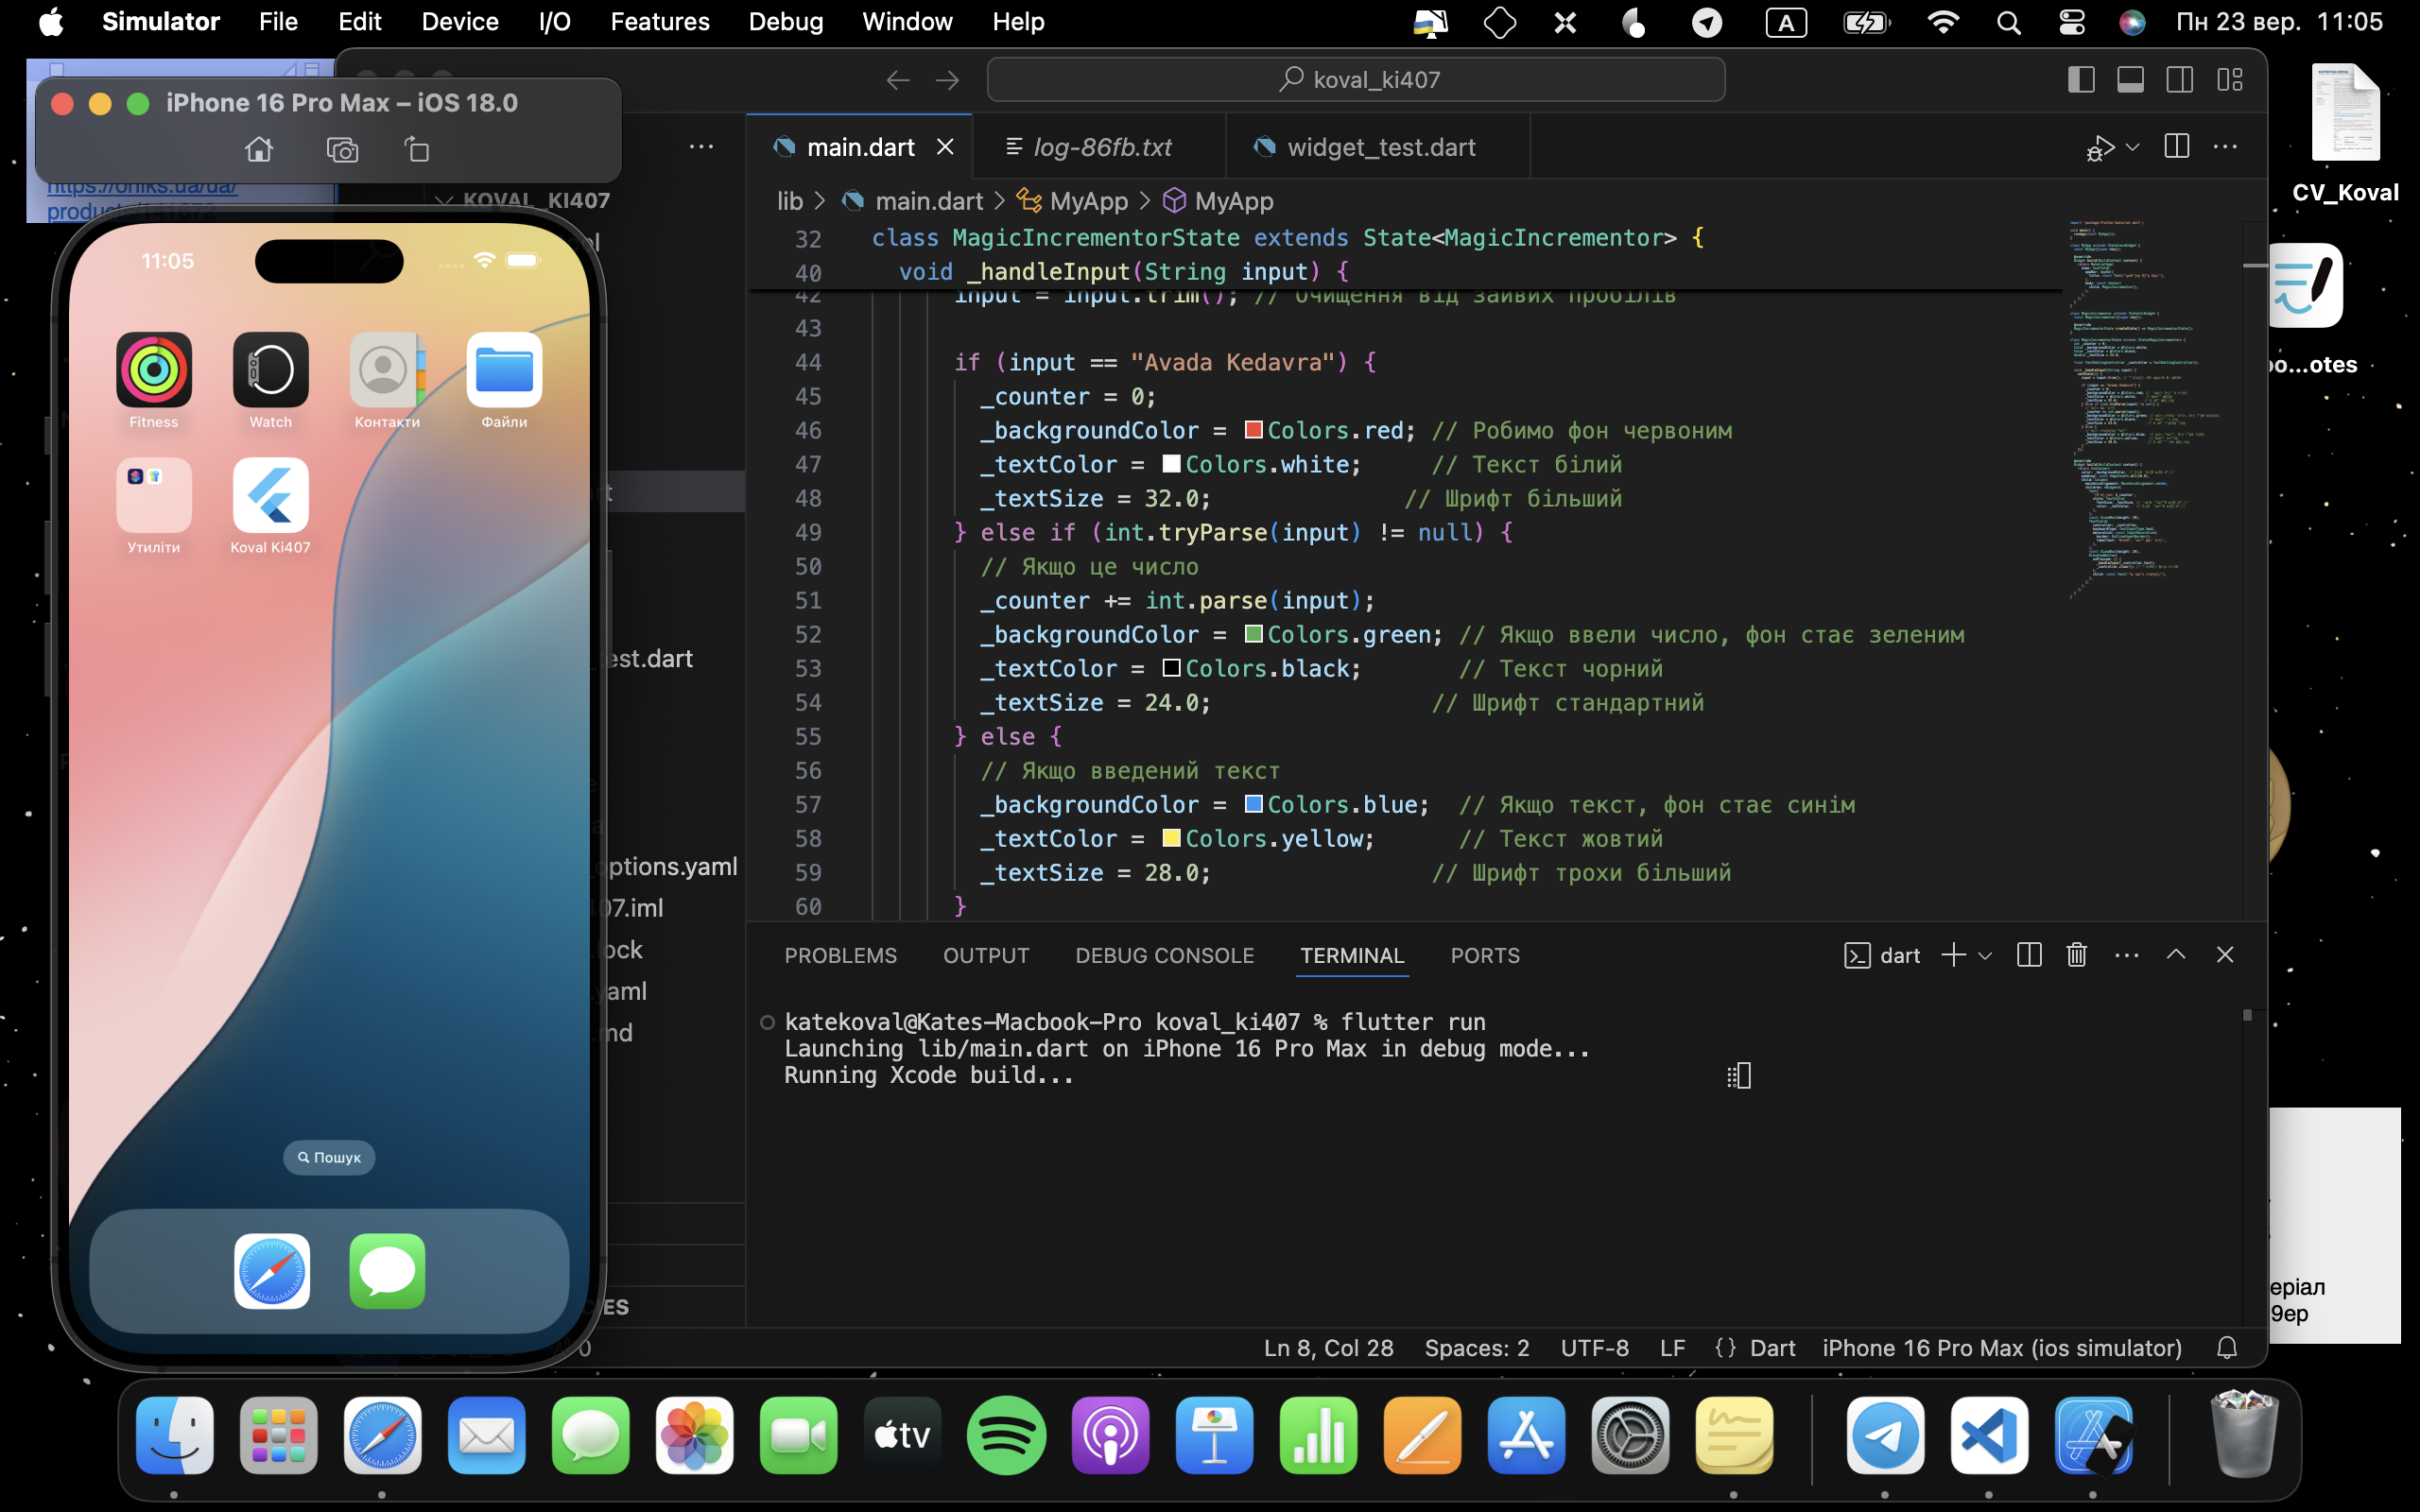 Simulator File Edit Device I/O Features Debug Window Help A Пн 23 вер. 11:05
iPhone 16 Pro Max – iOS 18.0
https://oniks.ua/ua/
koval_ki407
CV_Koval
main.dart log-86fb.txt widget_test.dart
KOVAL_KI407
lib > main.dart > MyApp > MyApp
32 class MagicIncrementorState extends State<MagicIncrementor> {
40 void _handleInput(String input) {
42 input = input.trim(); // Очищення від зайвих пробілів
43
44 if (input == "Avada Kedavra") {
45 _counter = 0;
46 _backgroundColor = Colors.red; // Робимо фон червоним
47 _textColor = Colors.white; // Текст білий
48 _textSize = 32.0; // Шрифт більший
49 } else if (int.tryParse(input) != null) {
50 // Якщо це число
51 _counter += int.parse(input);
52 _backgroundColor = Colors.green; // Якщо ввели число, фон стає зеленим
53 _textColor = Colors.black; // Текст чорний
54 _textSize = 24.0; // Шрифт стандартний
55 } else {
56 // Якщо введений текст
57 _backgroundColor = Colors.blue; // Якщо текст, фон стає синім
58 _textColor = Colors.yellow; // Текст жовтий
59 _textSize = 28.0; // Шрифт трохи більший
60 }
11:05
Fitness Watch Контакти Файли
Утиліти Koval Ki407
Пошук
est.dart
options.yaml
07.iml
ock
.yaml
md
IES
oo...otes
PROBLEMS OUTPUT DEBUG CONSOLE TERMINAL PORTS dart
katekoval@Kates-Macbook-Pro koval_ki407 % flutter run
Launching lib/main.dart on iPhone 16 Pro Max in debug mode...
Running Xcode build...
еріал
9ер
0 Ln 8, Col 28 Spaces: 2 UTF-8 LF {} Dart iPhone 16 Pro Max (ios simulator)
tv